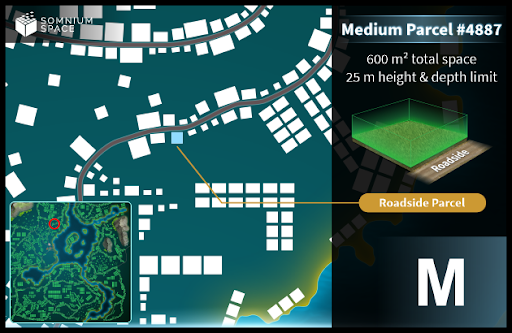 SOMNIUM
SPACE
Medium Parcel #4887
600 m² total space
25 m height & depth limit
Roadside
Roadside Parcel
M